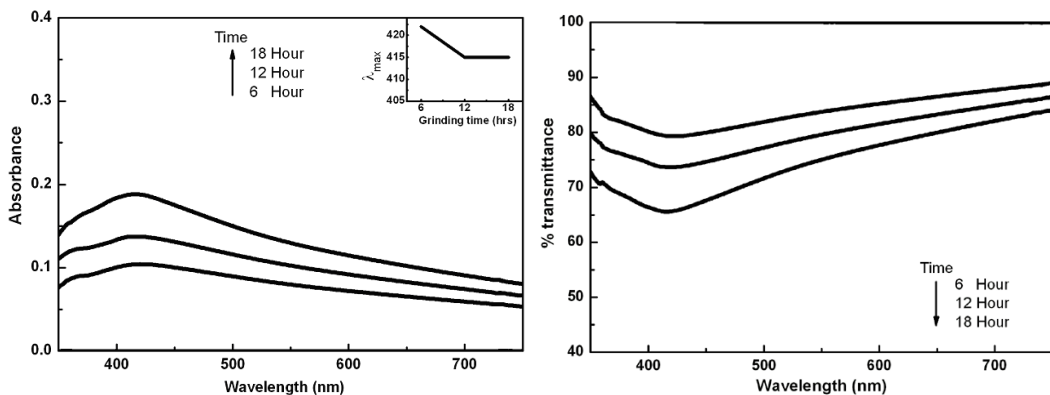 0.4
0.3
0.2
0.1
0.0
Absorbance
400 500 600 700
Wavelength (nm)
Time
18 Hour
12 Hour
6 Hour
420
415
410
405
λmax
6 12 18
Grinding time (hrs)
100
90
80
70
60
50
40
% transmittance
400 500 600 700
Wavelength (nm)
Time
6 Hour
12 Hour
18 Hour